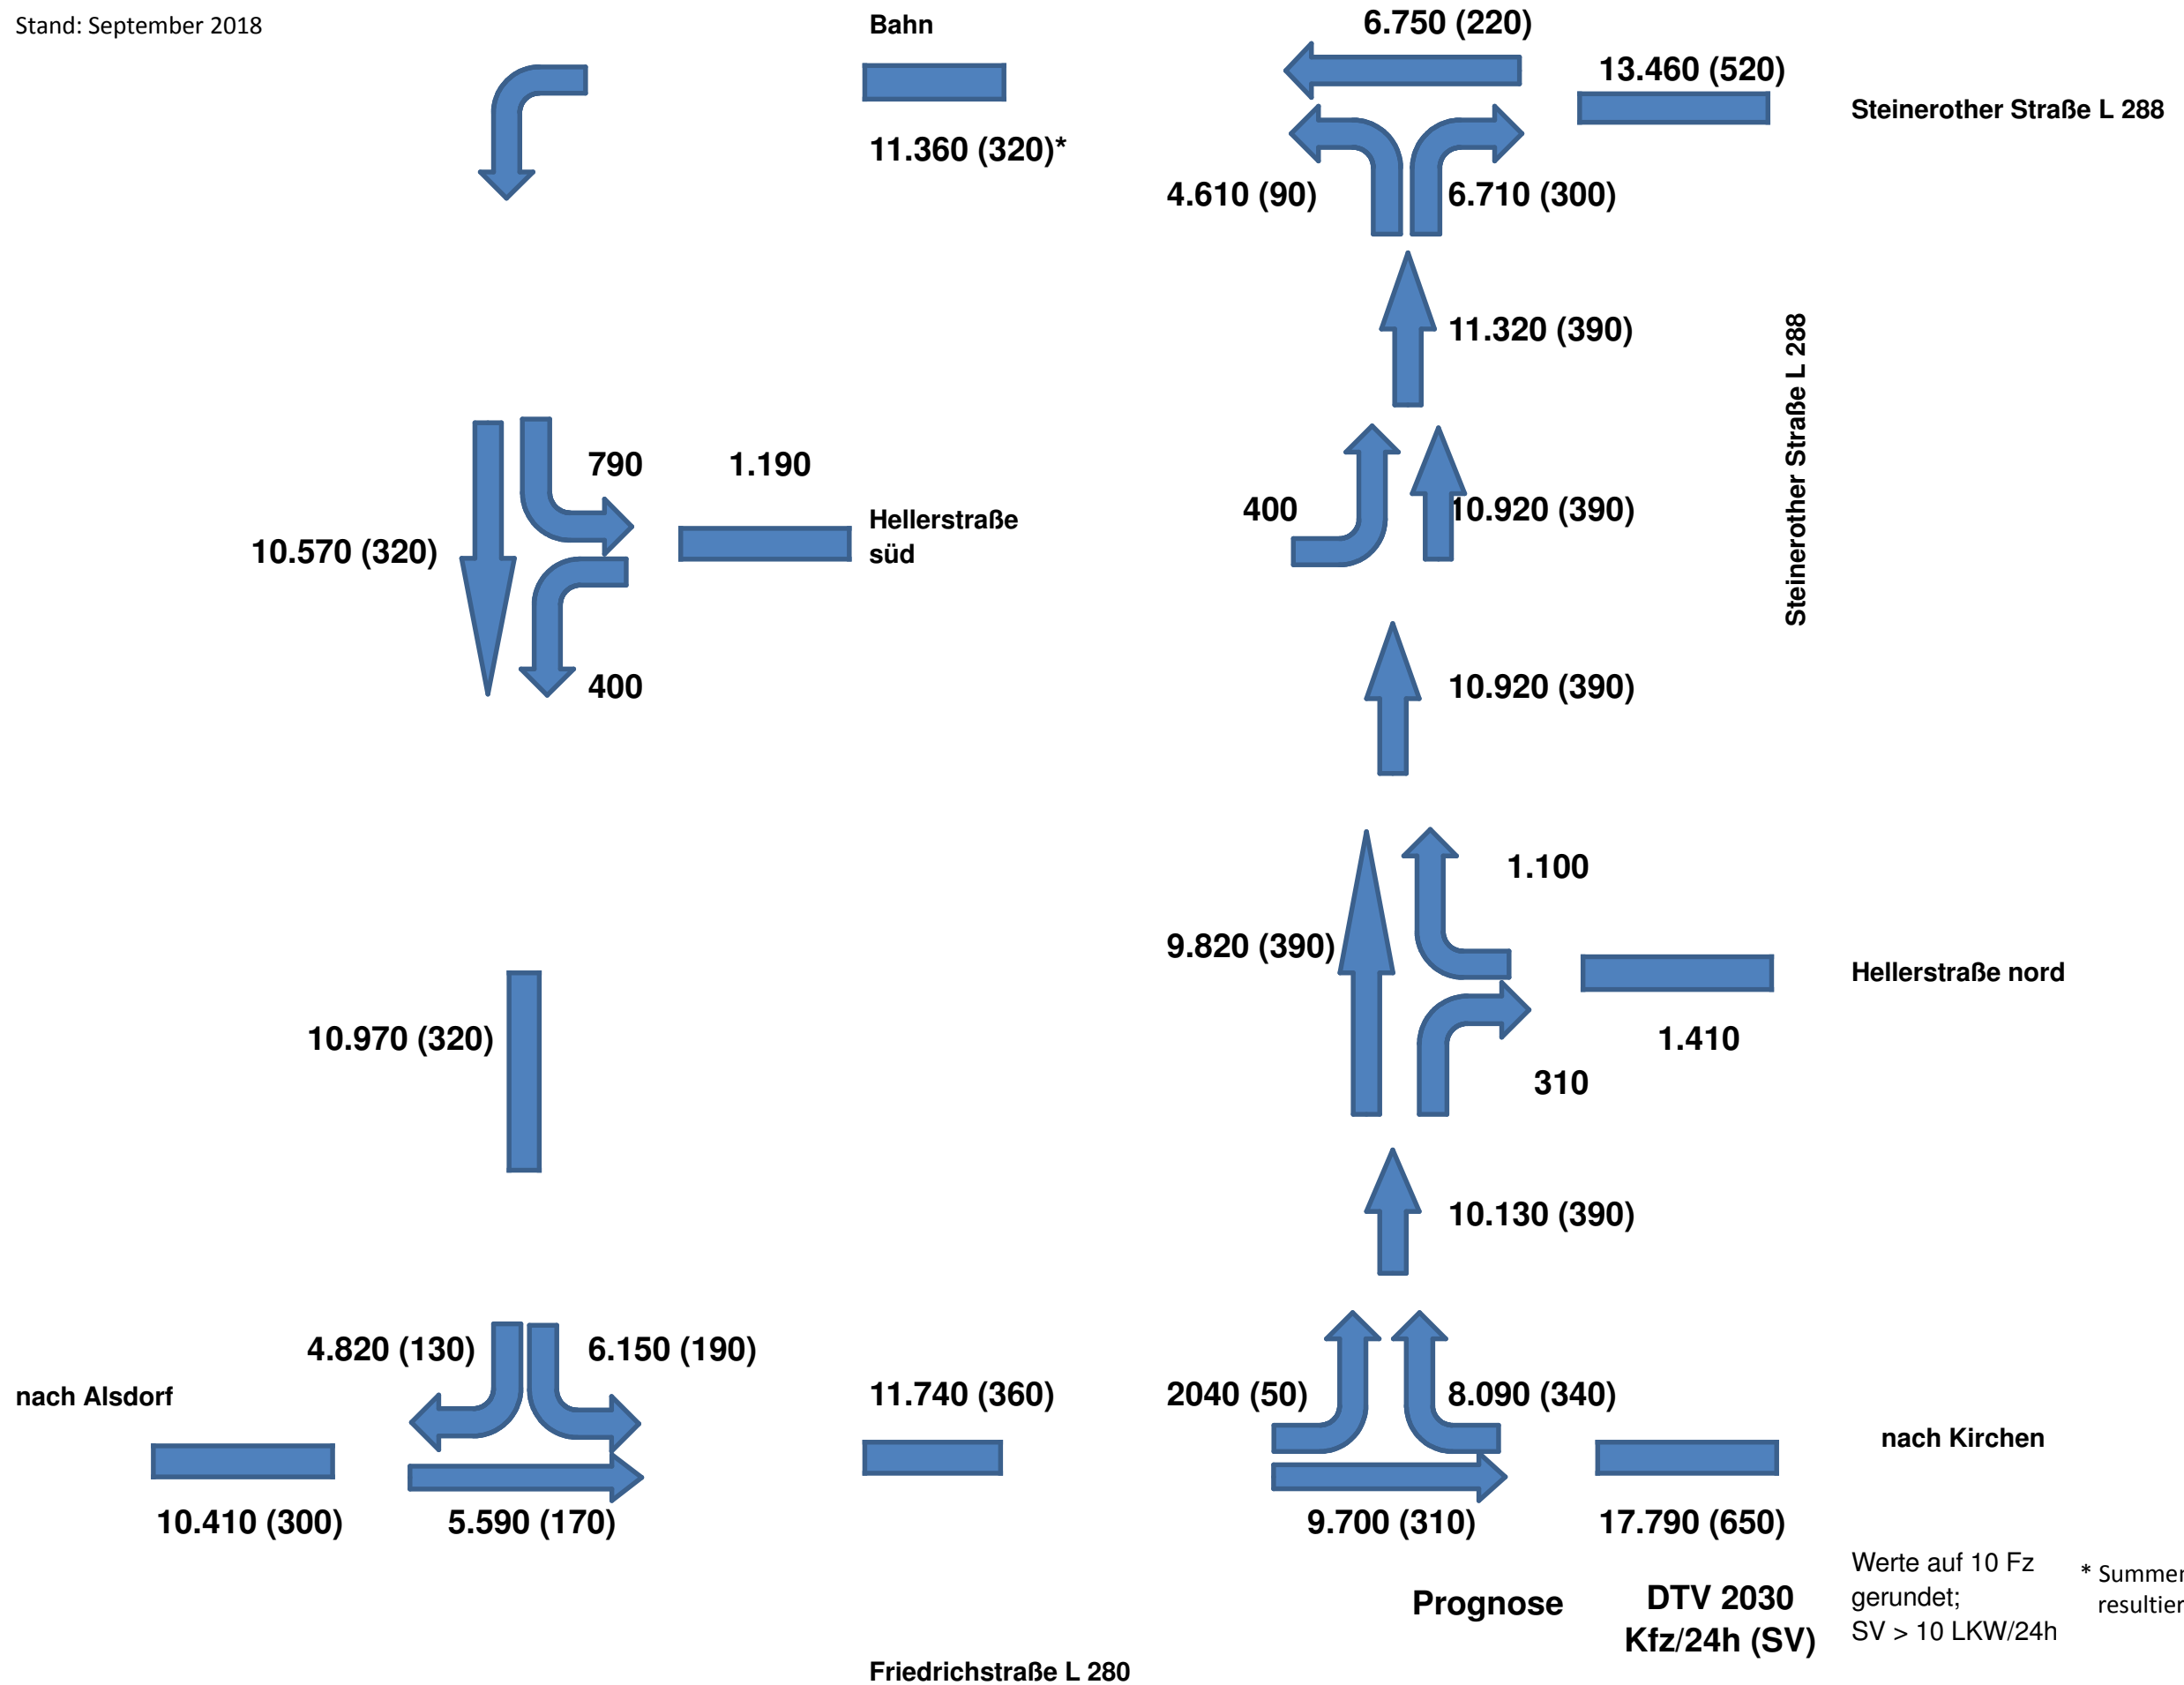 Stand: September 2018
Bahn
6.750 (220)
13.460 (520)
Steinerother Straße L 288
11.360 (320)*
4.610 (90)
6.710 (300)
11.320 (390)
Steinerother Straße L 288
790
1.190
Hellerstraße
süd
10.570 (320)
400
10.920 (390)
400
10.920 (390)
1.100
9.820 (390)
Hellerstraße nord
10.970 (320)
1.410
310
10.130 (390)
4.820 (130)
6.150 (190)
nach Alsdorf
11.740 (360)
2040 (50)
8.090 (340)
nach Kirchen
10.410 (300)
5.590 (170)
9.700 (310)
17.790 (650)
Prognose
DTV 2030
Kfz/24h (SV)
Werte auf 10 Fz
gerundet;
SV > 10 LKW/24h
* Summen
resultier
Friedrichstraße L 280